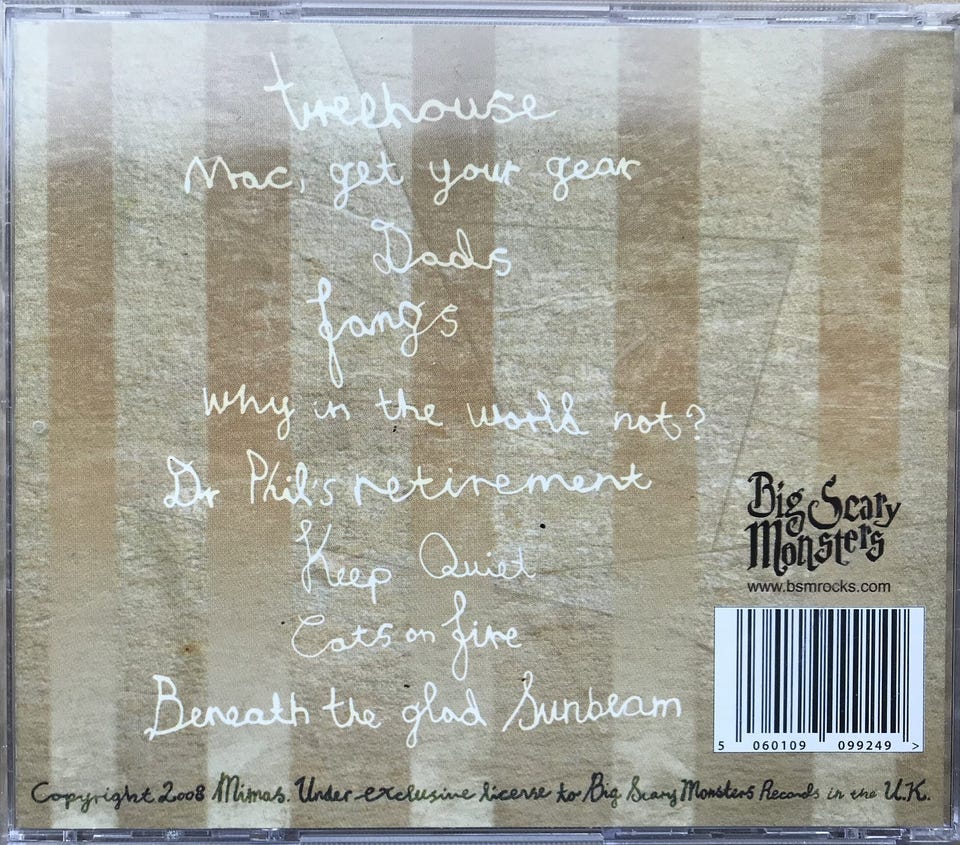 treehouse
Mac, get your gear
Dads
fangs
why in the world not?
Dr Phil's retirement
Keep Quiet
Cats on fire
Beneath the glad Sunbeam
Big Scary
Monsters
www.bsmrocks.com
5 060109 099249 >
Copyright 2008 Mimas. Under exclusive license to Big Scary Monsters Records in the U.K.